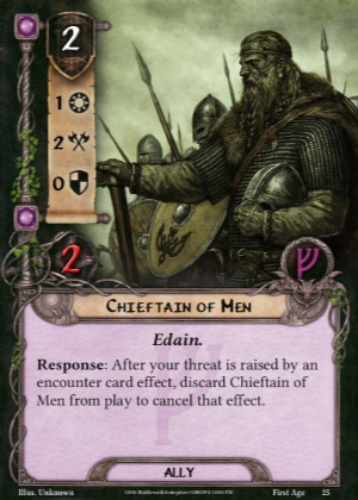 2
1
2
0
2
CHIEFTAIN OF MEN
Edain.
Response: After your threat is raised by an
encounter card effect, discard Chieftain of
Men from play to cancel that effect.
ALLY
Illus. Unknown
First Age 25